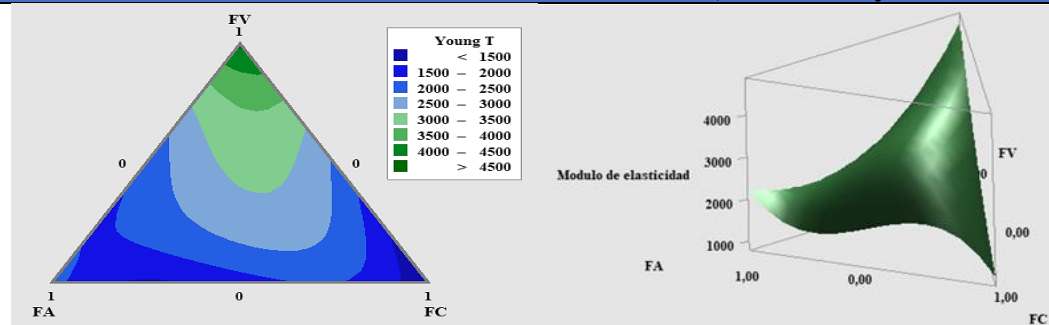 FV
1
0
0
1
0
1
FA
FC
Young T
< 1500
1500 – 2000
2000 – 2500
2500 – 3000
3000 – 3500
3500 – 4000
4000 – 4500
> 4500
4000
3000
2000
1000
Modulo de elasticidad
FV
0
0,00
FA
1,00
0,00
1,00
FC